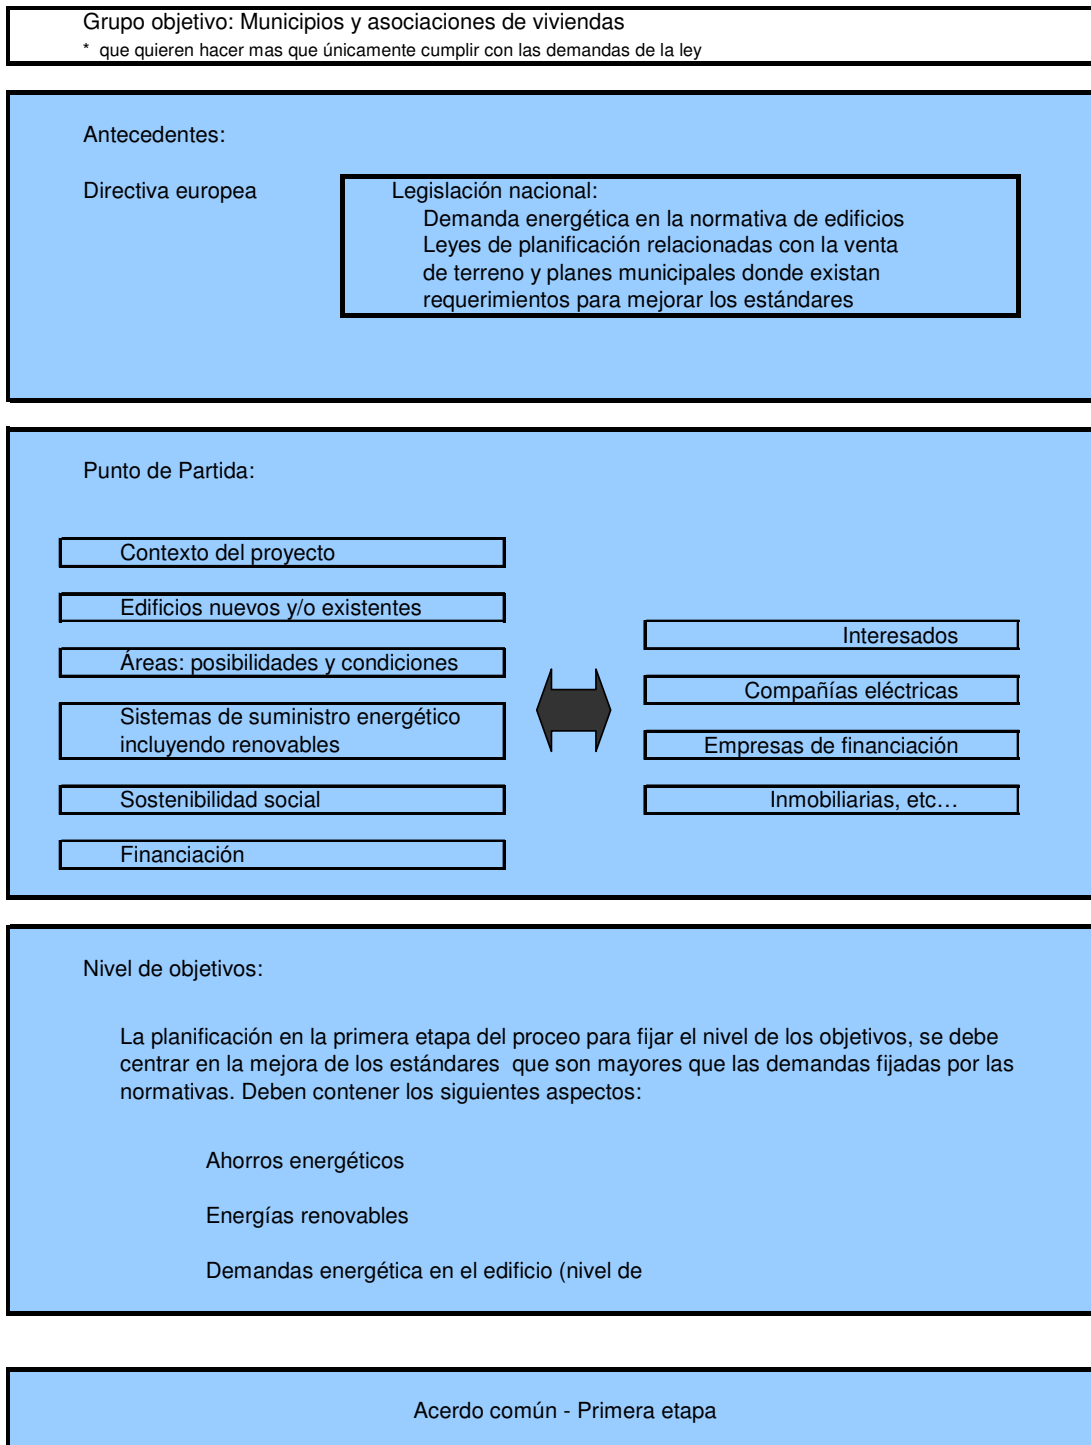 Grupo objetivo: Municipios y asociaciones de viviendas
* que quieren hacer mas que únicamente cumplir con las demandas de la ley
Antecedentes:
Directiva europea
Legislación nacional:
Demanda energética en la normativa de edificios
Leyes de planificación relacionadas con la venta
de terreno y planes municipales donde existan
requerimientos para mejorar los estándares
Punto de Partida:
Contexto del proyecto
Edificios nuevos y/o existentes
Áreas: posibilidades y condiciones
Sistemas de suministro energético
incluyendo renovables
Sostenibilidad social
Financiación
Interesados
Compañías eléctricas
Empresas de financiación
Inmobiliarias, etc…
Nivel de objetivos:
La planificación en la primera etapa del proceo para fijar el nivel de los objetivos, se debe
centrar en la mejora de los estándares  que son mayores que las demandas fijadas por las
normativas. Deben contener los siguientes aspectos:
Ahorros energéticos
Energías renovables
Demandas energética en el edificio (nivel de
Acerdo común - Primera etapa